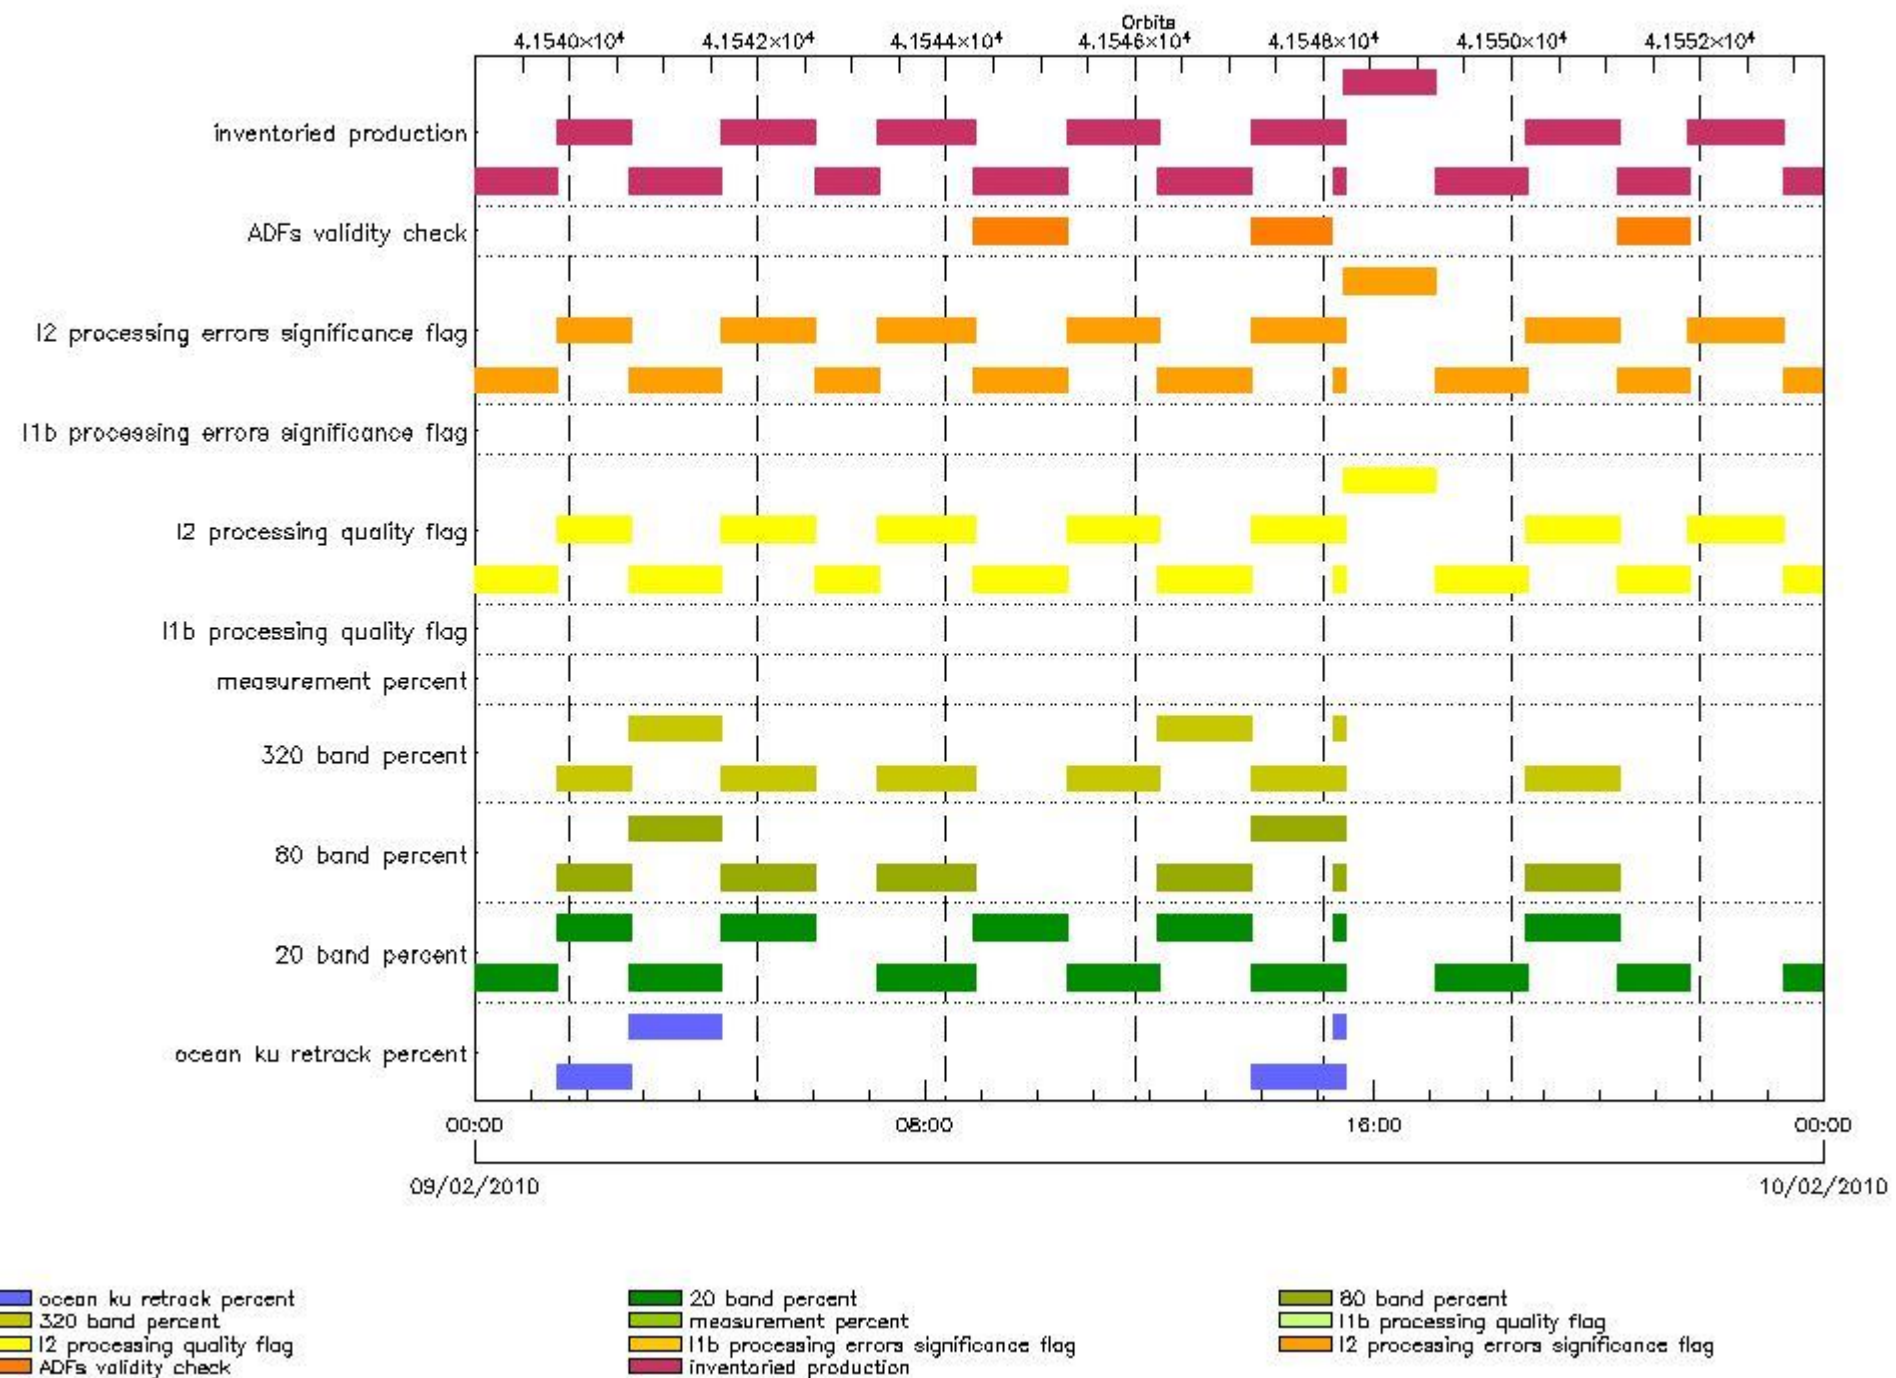 Orbits
4.1540×10⁴ 4.1542×10⁴ 4.1544×10⁴ 4.1546×10⁴ 4.1548×10⁴ 4.1550×10⁴ 4.1552×10⁴
inventoried production
ADFs validity check
l2 processing errors significance flag
l1b processing errors significance flag
l2 processing quality flag
l1b processing quality flag
measurement percent
320 band percent
80 band percent
20 band percent
ocean ku retrack percent
00:00 08:00 16:00 00:00
09/02/2010 10/02/2010
ocean ku retrack percent 20 band percent 80 band percent
320 band percent measurement percent l1b processing quality flag
l2 processing quality flag l1b processing errors significance flag l2 processing errors significance flag
ADFs validity check inventoried production